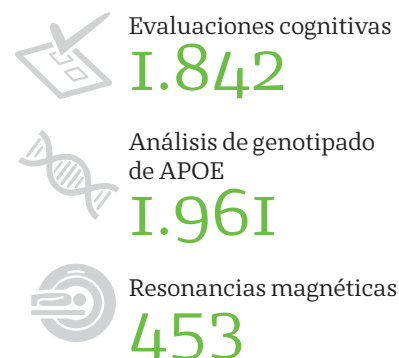 Evaluaciones cognitivas
1.842
Análisis de genotipado
de APOE
1.961
Resonancias magnéticas
453